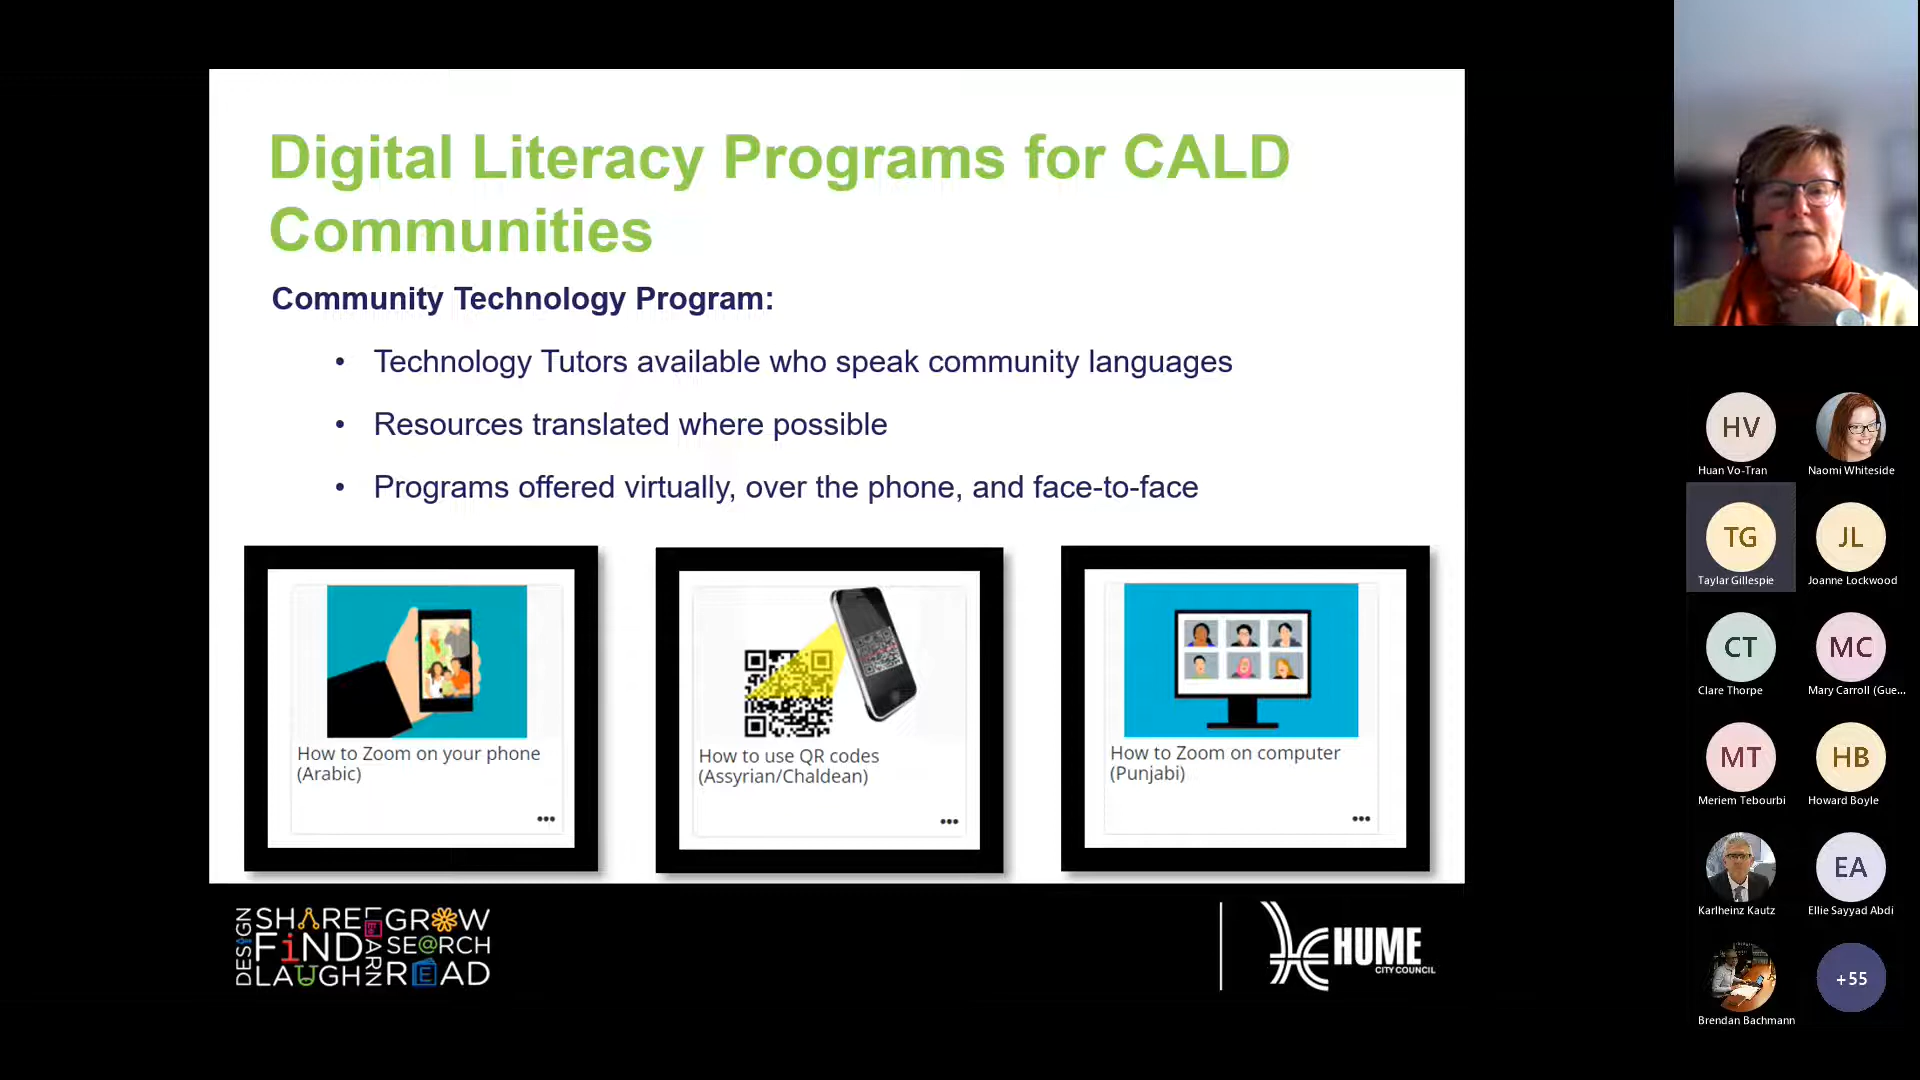 Digital Literacy Programs for CALD
Communities
Community Technology Program:
• Technology Tutors available who speak community languages
• Resources translated where possible
• Programs offered virtually, over the phone, and face-to-face
How to Zoom on your phone
(Arabic)
How to use QR codes
(Assyrian/Chaldean)
How to Zoom on computer
(Punjabi)
DESIGN
SHARE
LEARN
GROW
FiND
SE@RCH
LAUGH
READ
HUME
CITY COUNCIL
HV
Huan Vo-Tran
Naomi Whiteside
TG
Taylar Gillespie
JL
Joanne Lockwood
CT
Clare Thorpe
MC
Mary Carroll (Gue...
MT
Meriem Tebourbi
HB
Howard Boyle
Karlheinz Kautz
EA
Ellie Sayyad Abdi
Brendan Bachmann
+55